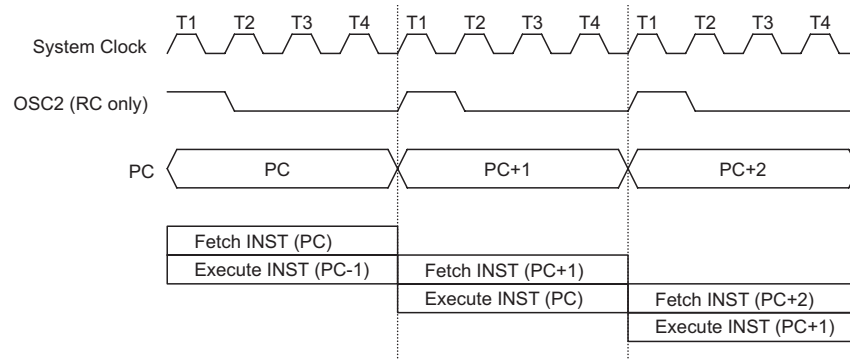 T1 T2 T3 T4 T1 T2 T3 T4 T1 T2 T3 T4
System Clock
OSC2 (RC only)
PC PC PC+1 PC+2
Fetch INST (PC)
Execute INST (PC-1) Fetch INST (PC+1)
Execute INST (PC) Fetch INST (PC+2)
Execute INST (PC+1)